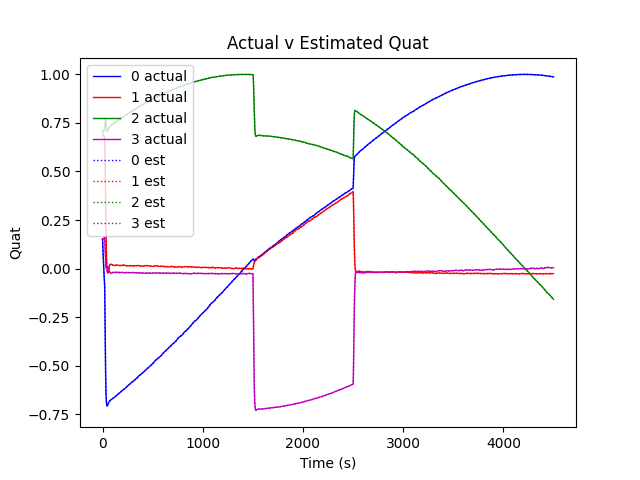 Actual v Estimated Quat
1.00
0.75
0.50
0.25
0.00
−0.25
−0.50
−0.75
Quat
0 actual
1 actual
2 actual
3 actual
0 est
1 est
2 est
3 est
0 1000 2000 3000 4000
Time (s)